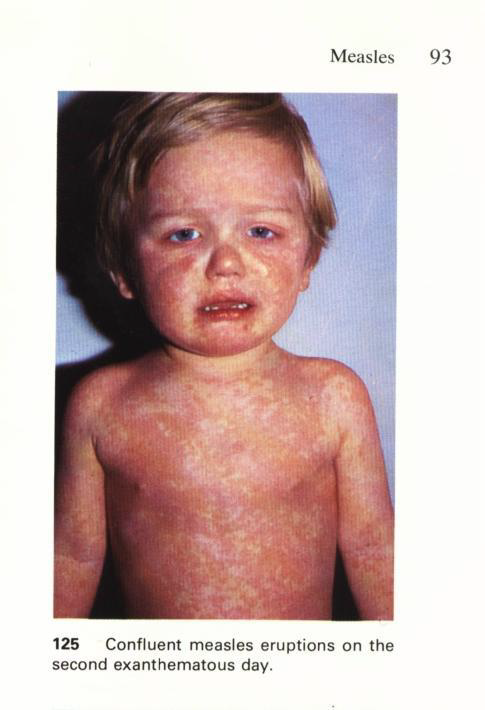 Measles 93
125 Confluent measles eruptions on the
second exanthematous day.